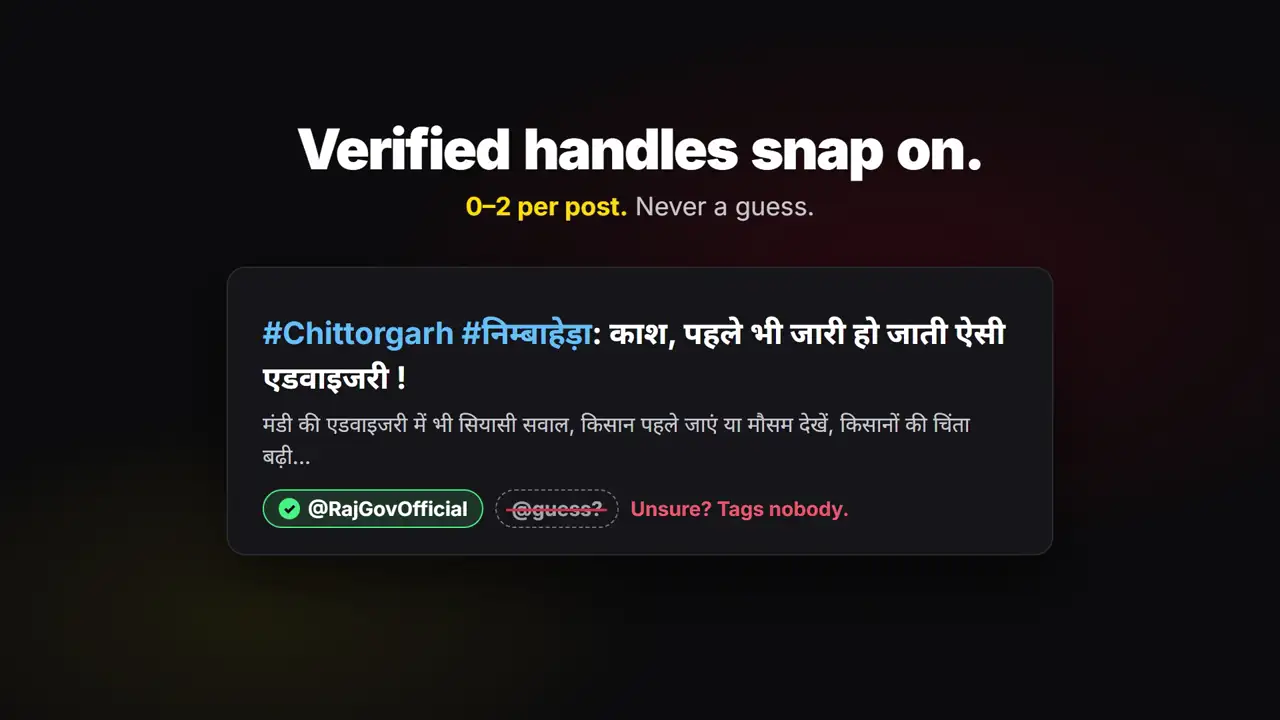 Verified handles snap on.
0–2 per post. Never a guess.
#Chittorgarh #निम्बाहेड़ा: काश, पहले भी जारी हो जाती ऐसी
एडवाइजरी !
मंडी की एडवाइजरी में भी सियासी सवाल, किसान पहले जाएं या मौसम देखें, किसानों की चिंता
बढ़ी...
@RajGovOfficial @guess? Unsure? Tags nobody.